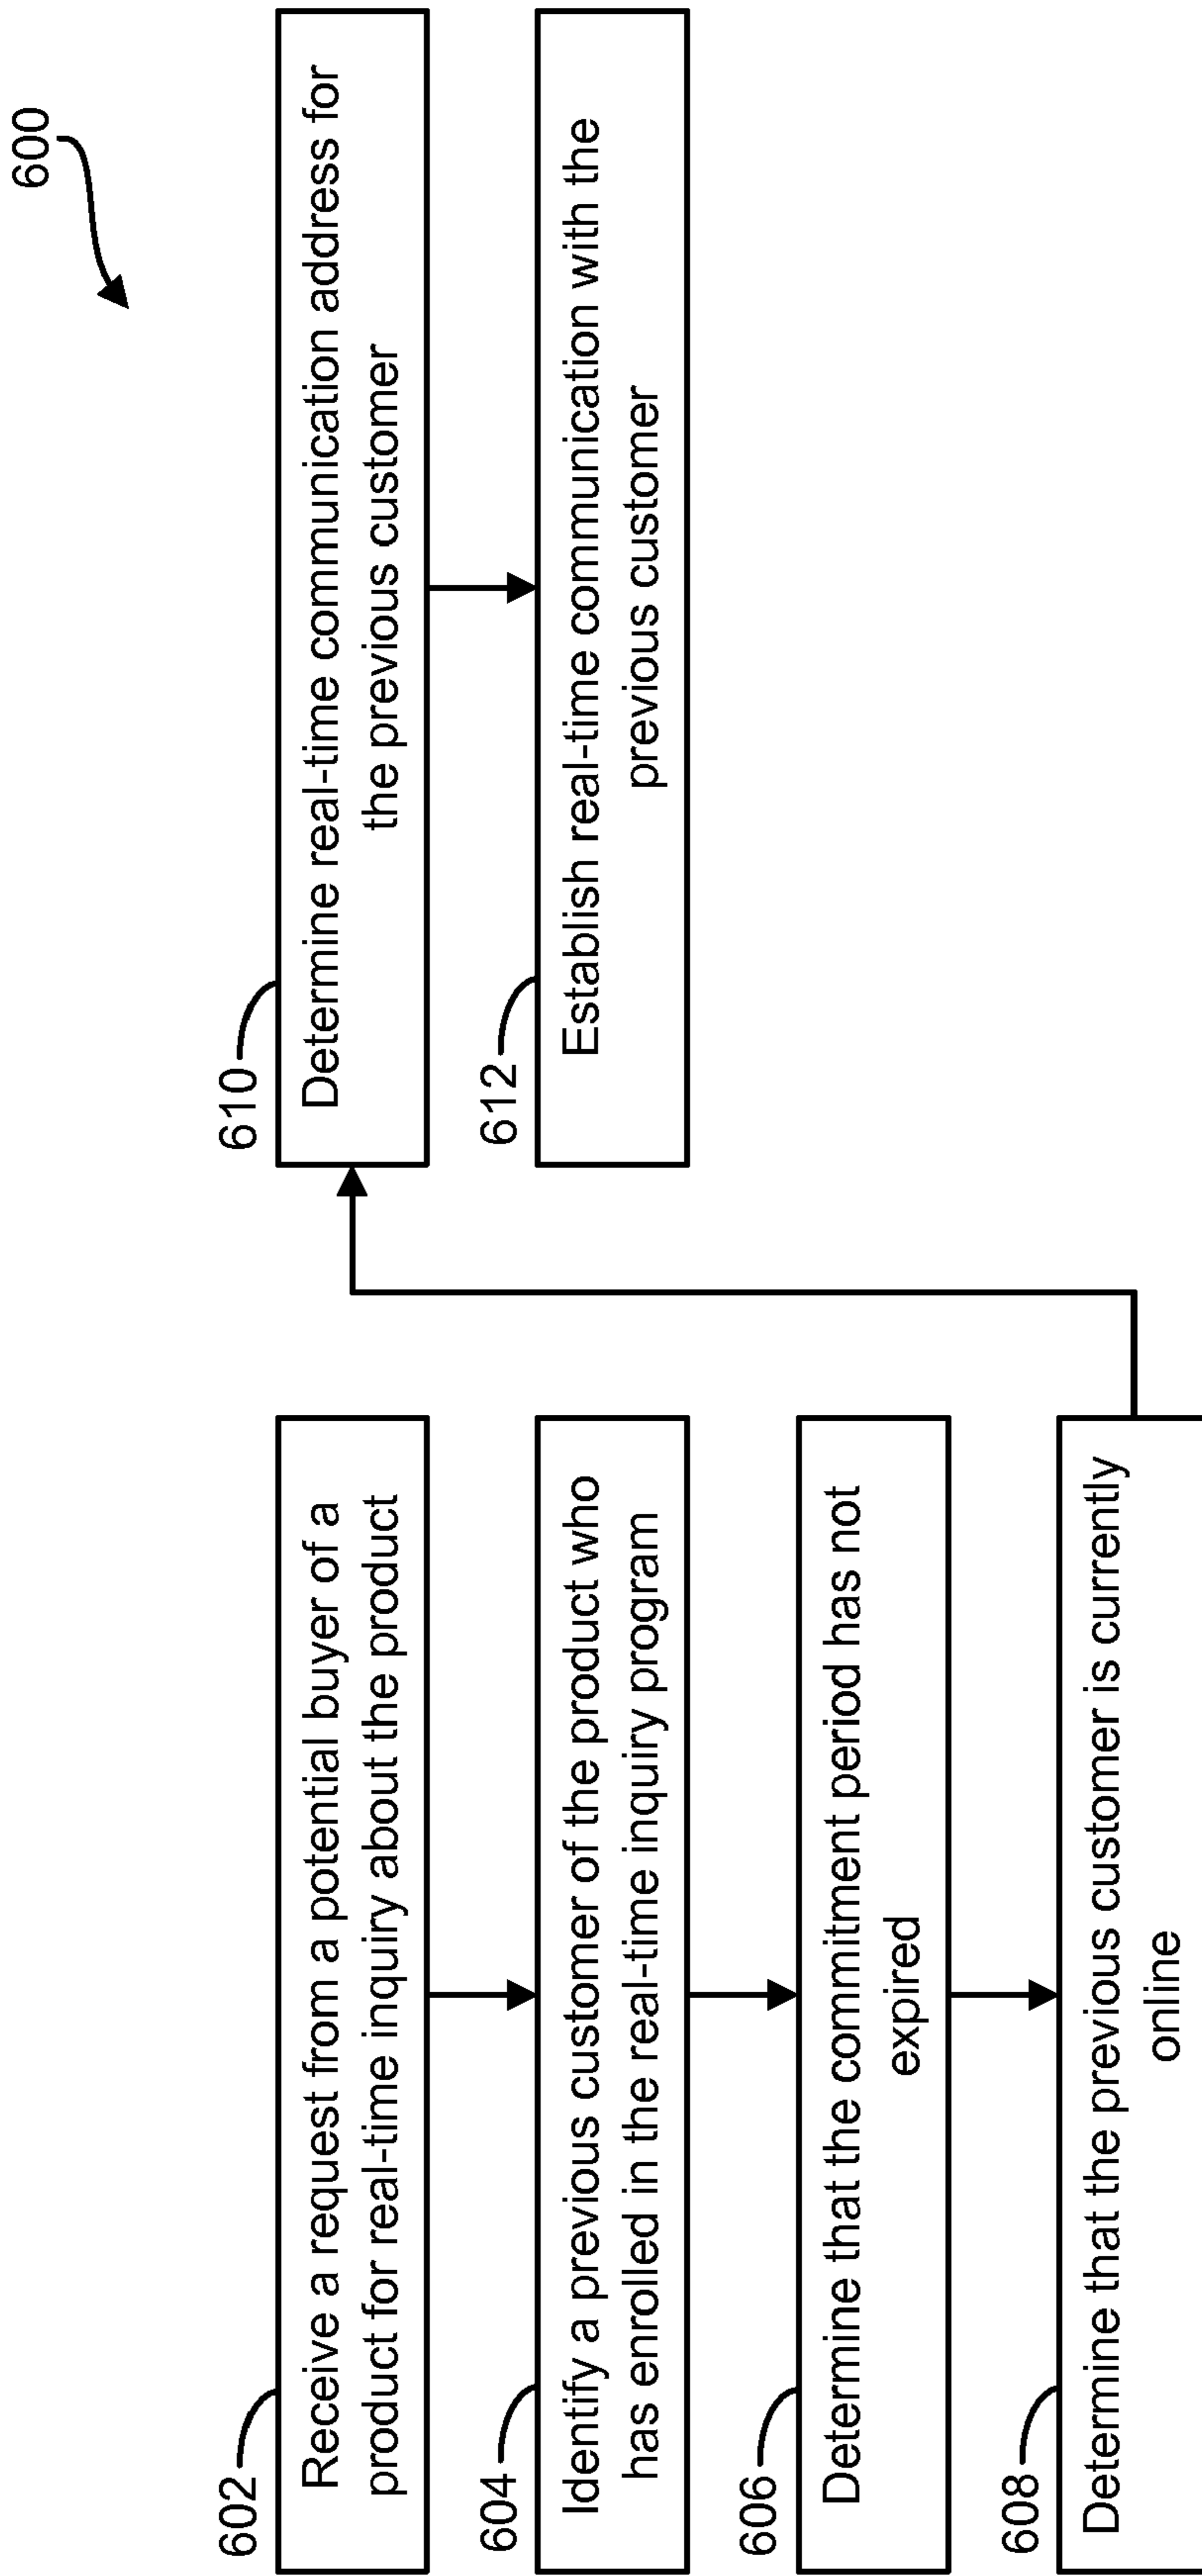 600
602
Receive a request from a potential buyer of a
product for real-time inquiry about the product
604
Identify a previous customer of the product who
has enrolled in the real-time inquiry program
606
Determine that the commitment period has not
expired
608
Determine that the previous customer is currently
online
610
Determine real-time communication address for
the previous customer
612
Establish real-time communication with the
previous customer